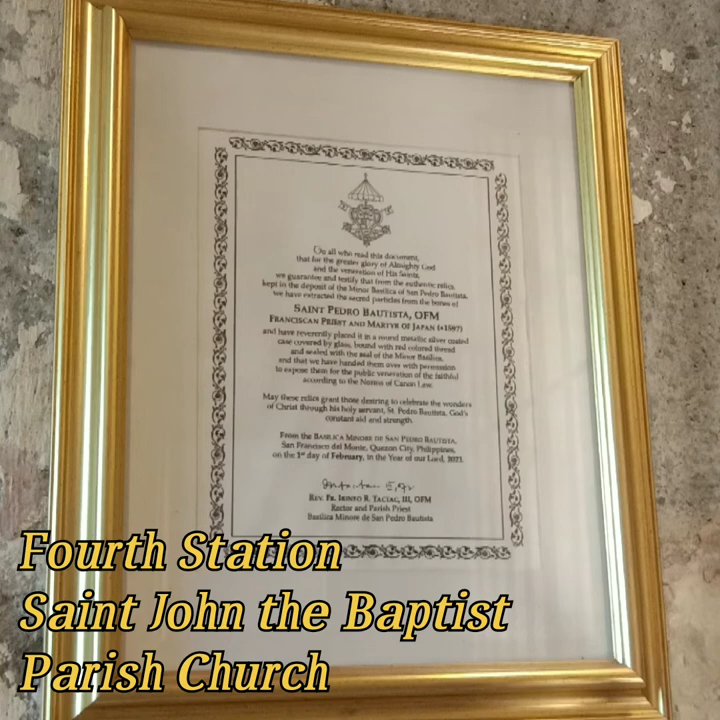 On all who read this document,
that for the greater glory of Almighty God
and the veneration of His Saints,
we guarantee and testify that from the authentic relics
kept in the deposit of the Minor Basilica of San Pedro Bautista,
we have extracted the sacred particles from the bones of
SAINT PEDRO BAUTISTA, OFM
FRANCISCAN PRIEST AND MARTYR OF JAPAN (+1597)
and have reverently placed it in a round metallic silver coated
case covered by glass, bound with red colored thread
and sealed with the seal of the Minor Basilica,
and that we have handed them over with permission
to expose them for the public veneration of the faithful
according to the Norms of Canon Law.
May these relics grant those desiring to celebrate the wonders
of Christ through his holy servant, St. Pedro Bautista, God's
constant aid and strength.
From the BASILICA MINORE DE SAN PEDRO BAUTISTA,
San Francisco del Monte, Quezon City, Philippines,
on the 1st day of February, in the Year of our Lord, 2023.
REV. FR. IRINEO R. TACTAC, III, OFM
Rector and Parish Priest
Basilica Minore de San Pedro Bautista
Fourth Station
Saint John the Baptist
Parish Church